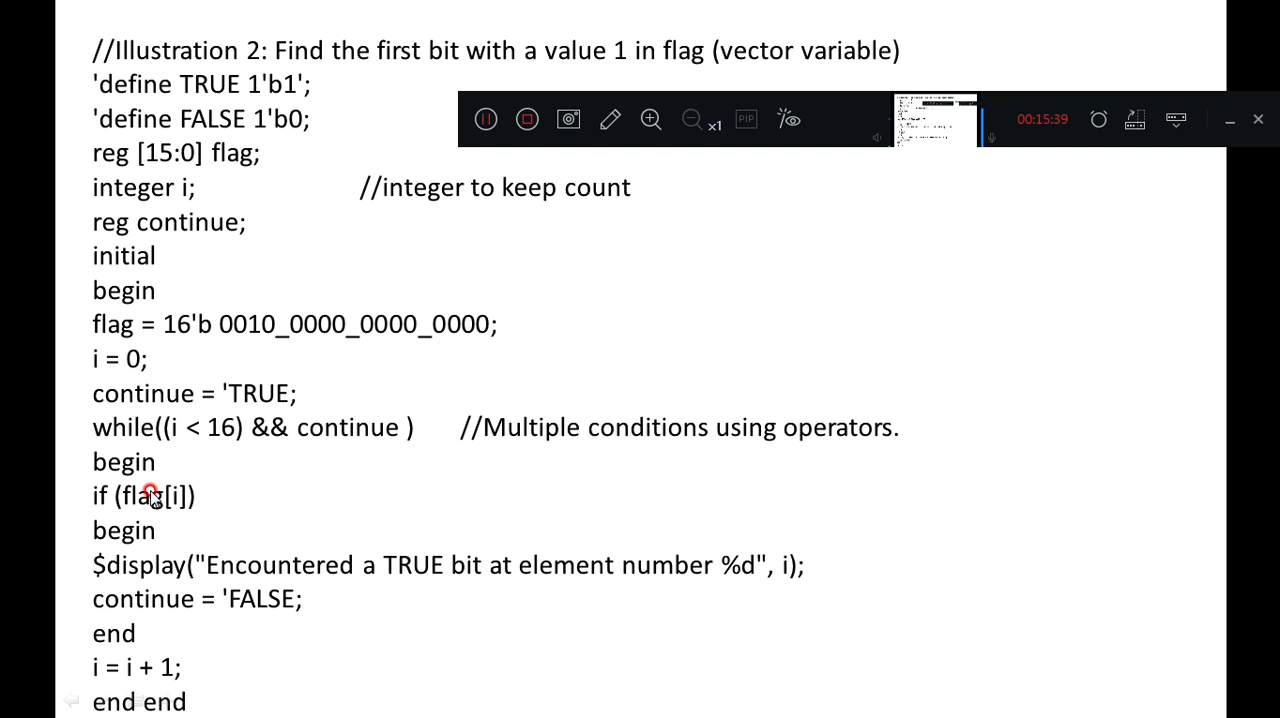 //Illustration 2: Find the first bit with a value 1 in flag (vector variable)
'define TRUE 1'b1';
'define FALSE 1'b0;
x1 PIP 00:15:39
reg [15:0] flag;
integer i; //integer to keep count
reg continue;
initial
begin
flag = 16'b 0010_0000_0000_0000;
i = 0;
continue = 'TRUE;
while((i < 16) && continue ) //Multiple conditions using operators.
begin
if (flag[i])
begin
$display("Encountered a TRUE bit at element number %d", i);
continue = 'FALSE;
end
i = i + 1;
end end